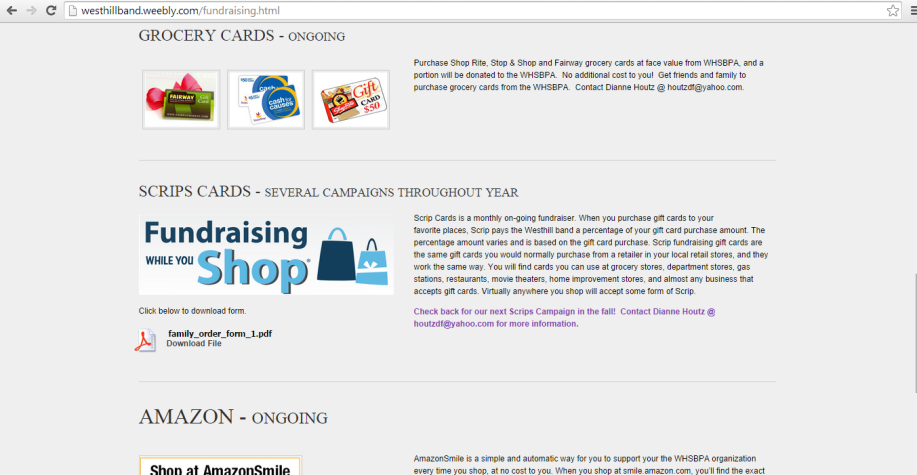 westhillband.weebly.com/fundraising.html
GROCERY CARDS - ONGOING
Purchase Shop Rite, Stop & Shop and Fairway grocery cards at face value from WHSBPA, and a
portion will be donated to the WHSBPA. No additional cost to you! Get friends and family to
purchase grocery cards from the WHSBPA. Contact Dianne Houtz @ houtzdf@yahoo.com.
FAIRWAY
Gift Card
cash for
causes
Gift
CARD
$50
SCRIPS CARDS - SEVERAL CAMPAIGNS THROUGHOUT YEAR
Fundraising
WHILE YOU Shop®
Scrip Cards is a monthly on-going fundraiser. When you purchase gift cards to your
favorite places, Scrip pays the Westhill band a percentage of your gift card purchase amount. The
percentage amount varies and is based on the gift card purchase. Scrip fundraising gift cards are
the same gift cards you would normally purchase from a retailer in your local retail stores, and they
work the same way. You will find cards you can use at grocery stores, department stores, gas
stations, restaurants, movie theaters, home improvement stores, and almost any business that
accepts gift cards. Virtually anywhere you shop will accept some form of Scrip.
Check back for our next Scrips Campaign in the fall! Contact Dianne Houtz @
houtzdf@yahoo.com for more information.
Click below to download form.
family_order_form_1.pdf
Download File
AMAZON - ONGOING
Shop at AmazonSmile
AmazonSmile is a simple and automatic way for you to support your the WHSBPA organization
every time you shop, at no cost to you. When you shop at smile.amazon.com, you'll find the exact